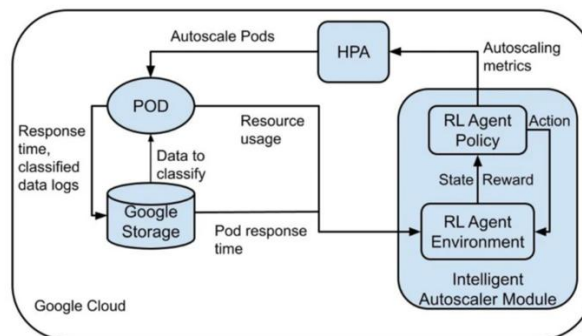 Autoscale Pods
HPA
Autoscaling
metrics
POD
RL Agent
Policy
Action
Response
time,
classified
data logs
Resource
usage
Data to
classify
State Reward
Google
Storage
Pod response
time
RL Agent
Environment
Intelligent
Autoscaler Module
Google Cloud